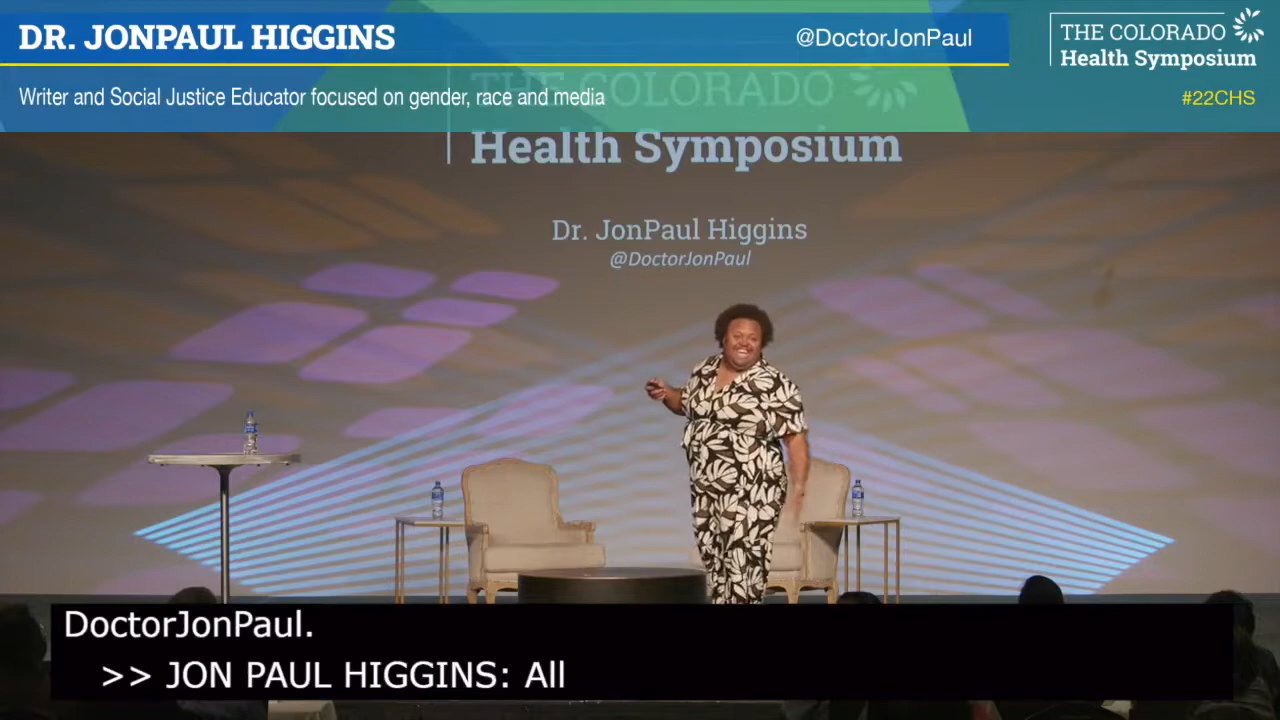 DR. JONPAUL HIGGINS
@DoctorJonPaul
THE COLORADO
Health Symposium
Writer and Social Justice Educator focused on gender, race and media
#22CHS
THE COLORADO
Health Symposium
Dr. JonPaul Higgins
@DoctorJonPaul
DoctorJonPaul.
>> JON PAUL HIGGINS: All